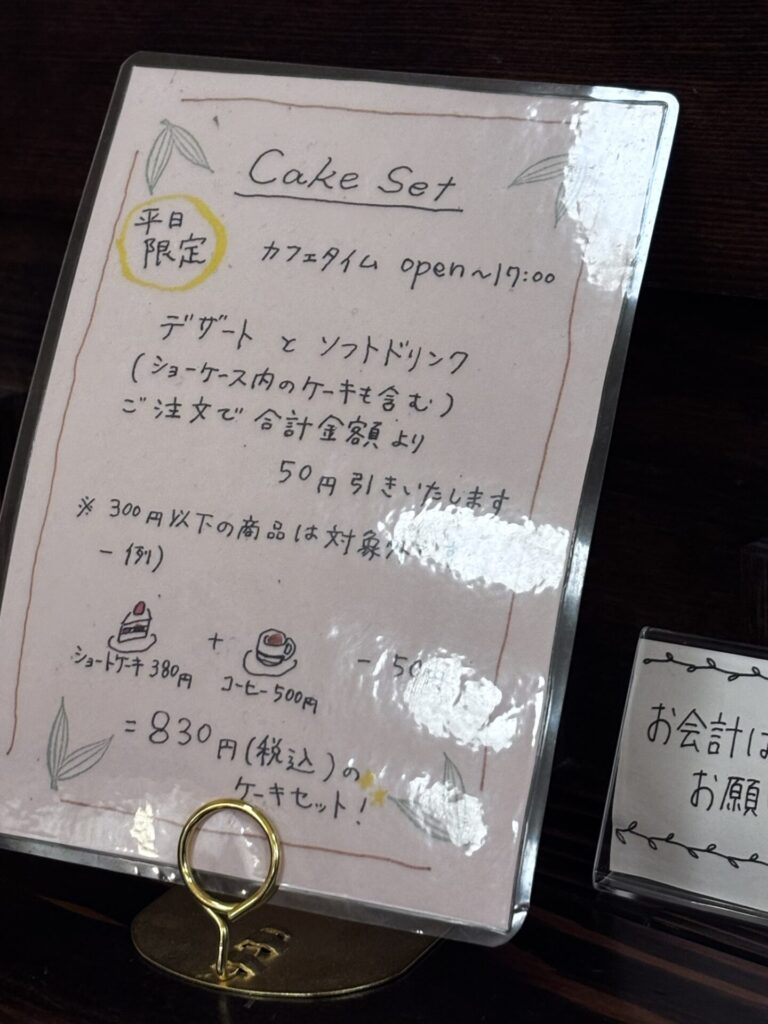 Cake Set
平日
限定
カフェタイム open~17:00
デザート と ソフトドリンク
(ショーケース内のケーキも含む)
ご注文で 合計金額より
50円引きいたします
※ 300円以下の商品は対象
ー例)
ショートケーキ 380円
+
コーヒー 500円
- 50
=830円(税込)の
ケーキセット!
お会計は
お願い